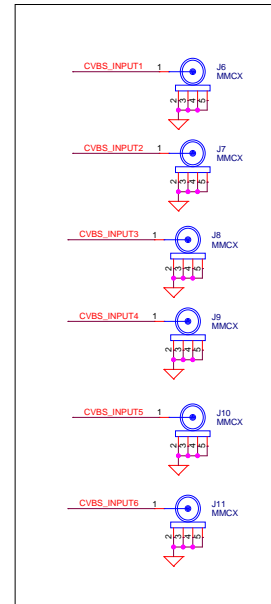 CVBS_INPUT1 1 J6
MMCX
2 3 4 5
CVBS_INPUT2 1 J7
MMCX
2 3 4 5
CVBS_INPUT3 1 J8
MMCX
2 3 4 5
CVBS_INPUT4 1 J9
MMCX
2 3 4 5
CVBS_INPUT5 1 J10
MMCX
2 3 4 5
CVBS_INPUT6 1 J11
MMCX
2 3 4 5